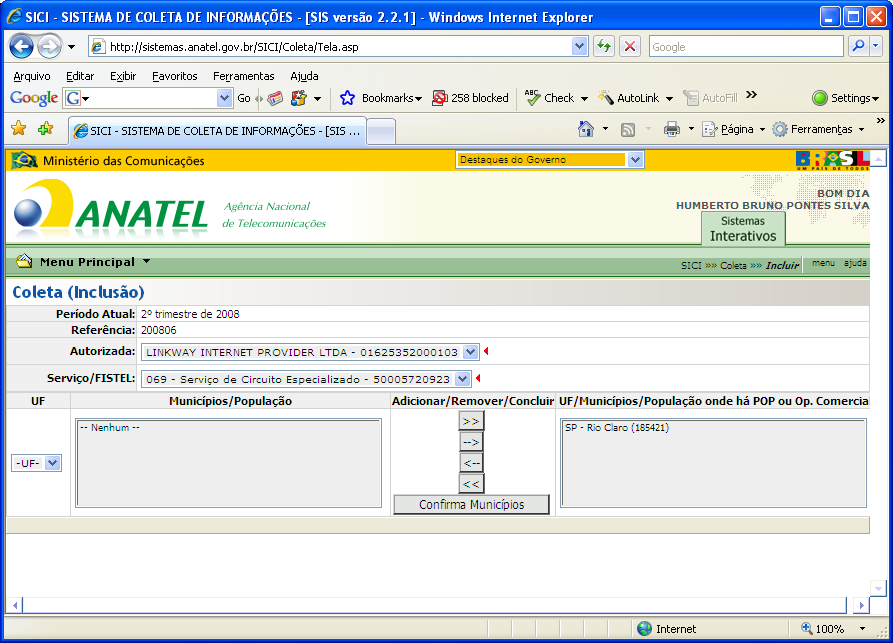 SICI - SISTEMA DE COLETA DE INFORMAÇÕES - [SIS versão 2.2.1] - Windows Internet Explorer
http://sistemas.anatel.gov.br/SICI/Coleta/Tela.asp
Google
Arquivo Editar Exibir Favoritos Ferramentas Ajuda
Google G Go Bookmarks 258 blocked ABC Check AutoLink AutoFill » Settings
SICI - SISTEMA DE COLETA DE INFORMAÇÕES - [SIS ... Página Ferramentas »
Ministério das Comunicações Destaques do Governo BRASIL
UM PAÍS DE TODOS
BOM DIA
HUMBERTO BRUNO PONTES SILVA
ANATEL Agência Nacional
de Telecomunicações
Sistemas
Interativos
Menu Principal SICI »» Coleta »» Incluir menu ajuda
Coleta (Inclusão)
Período Atual: 2º trimestre de 2008
Referência: 200806
Autorizada: LINKWAY INTERNET PROVIDER LTDA - 01625352000103
Serviço/FISTEL: 069 - Serviço de Circuito Especializado - 50005720923
UF Municípios/População Adicionar/Remover/Concluir UF/Municípios/População onde há POP ou Op. Comercia
-UF-
-- Nenhum --
>>
-->
<--
<<
Confirma Municípios
SP - Rio Claro (185421)
Internet 100%